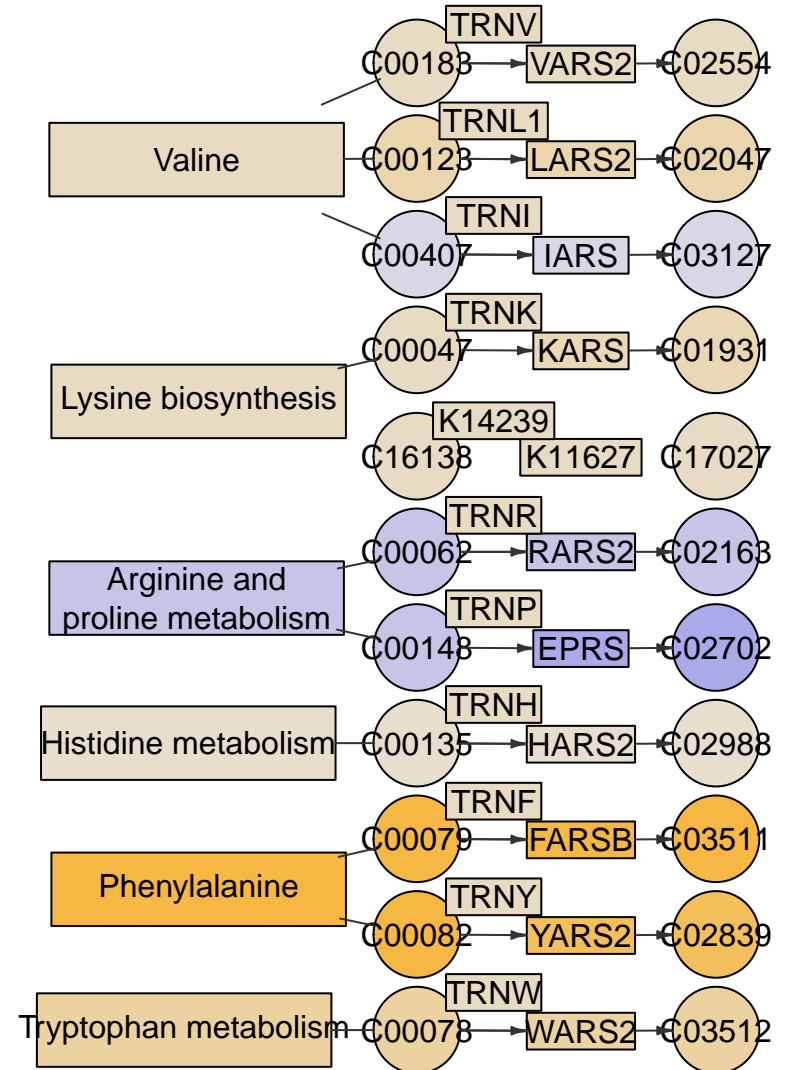 TRNV
C00183 VARS2 C02554
TRNL1
Valine C00123 LARS2 C02047
TRNI
C00407 IARS C03127
TRNK
C00047 KARS C01931
Lysine biosynthesis
K14239
C16138 K11627 C17027
TRNR
C00062 RARS2 C02163
Arginine and
proline metabolism
TRNP
C00148 EPRS C02702
TRNH
Histidine metabolism C00135 HARS2 C02988
TRNF
C00079 FARSB C03511
Phenylalanine
TRNY
C00082 YARS2 C02839
TRNW
Tryptophan metabolism C00078 WARS2 C03512